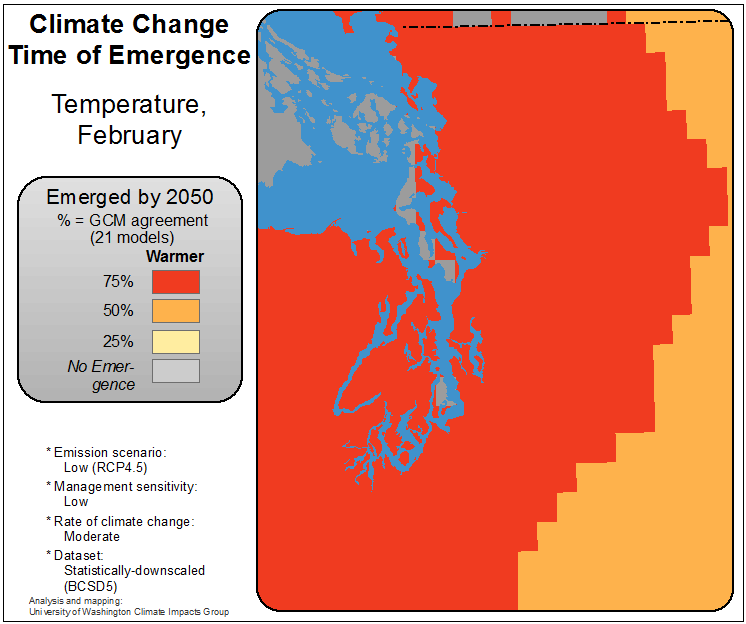 Climate Change
Time of Emergence
Temperature,
February
Emerged by 2050
% = GCM agreement
(21 models)
Warmer
75%
50%
25%
No Emer-
gence
* Emission scenario:
Low (RCP4.5)
* Management sensitivity:
Low
* Rate of climate change:
Moderate
* Dataset:
Statistically-downscaled
(BCSD5)
Analysis and mapping:
University of Washington Climate Impacts Group